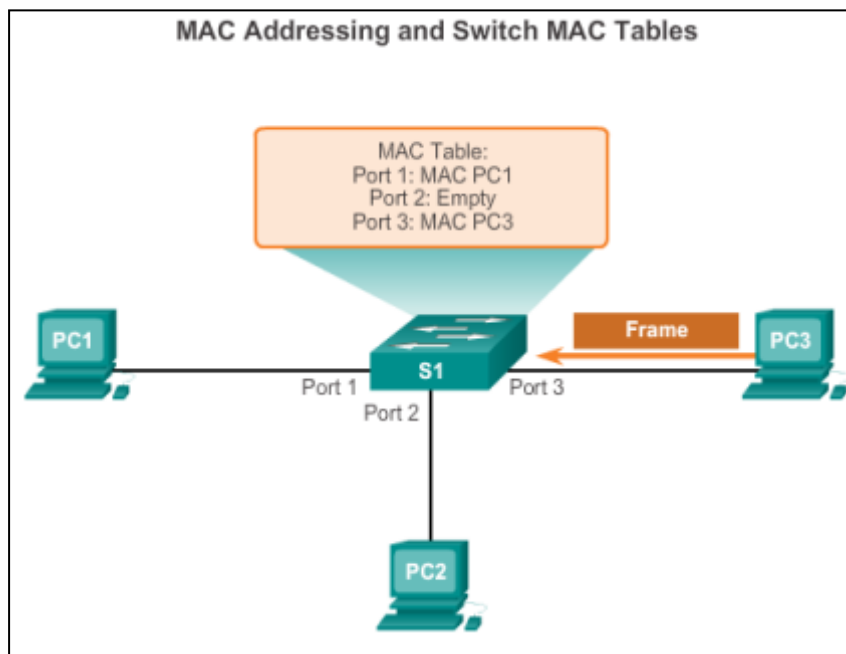 MAC Addressing and Switch MAC Tables
MAC Table:
Port 1: MAC PC1
Port 2: Empty
Port 3: MAC PC3
PC1
Frame
PC3
S1
Port 1
Port 3
Port 2
PC2